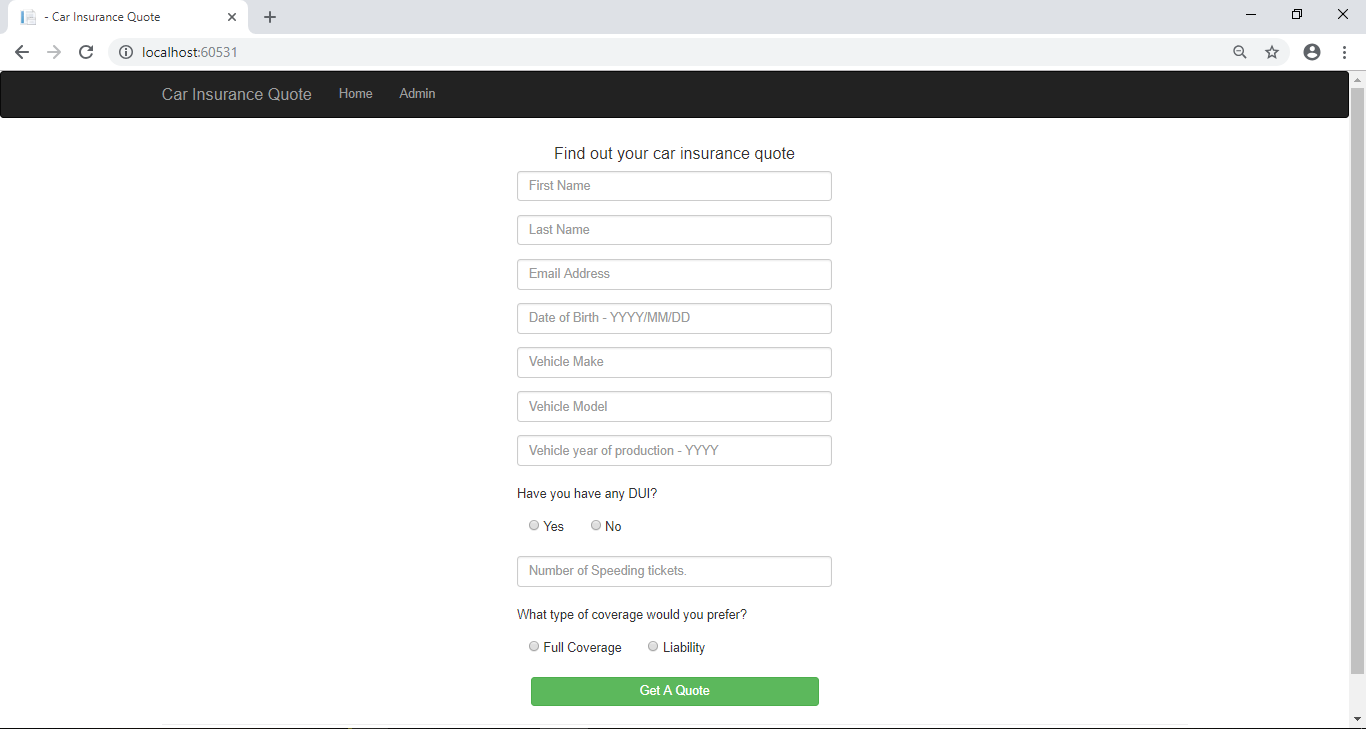 - Car Insurance Quote
localhost:60531
Car Insurance Quote Home Admin
Find out your car insurance quote
First Name
Last Name
Email Address
Date of Birth - YYYY/MM/DD
Vehicle Make
Vehicle Model
Vehicle year of production - YYYY
Have you have any DUI?
Yes No
Number of Speeding tickets.
What type of coverage would you prefer?
Full Coverage Liability
Get A Quote